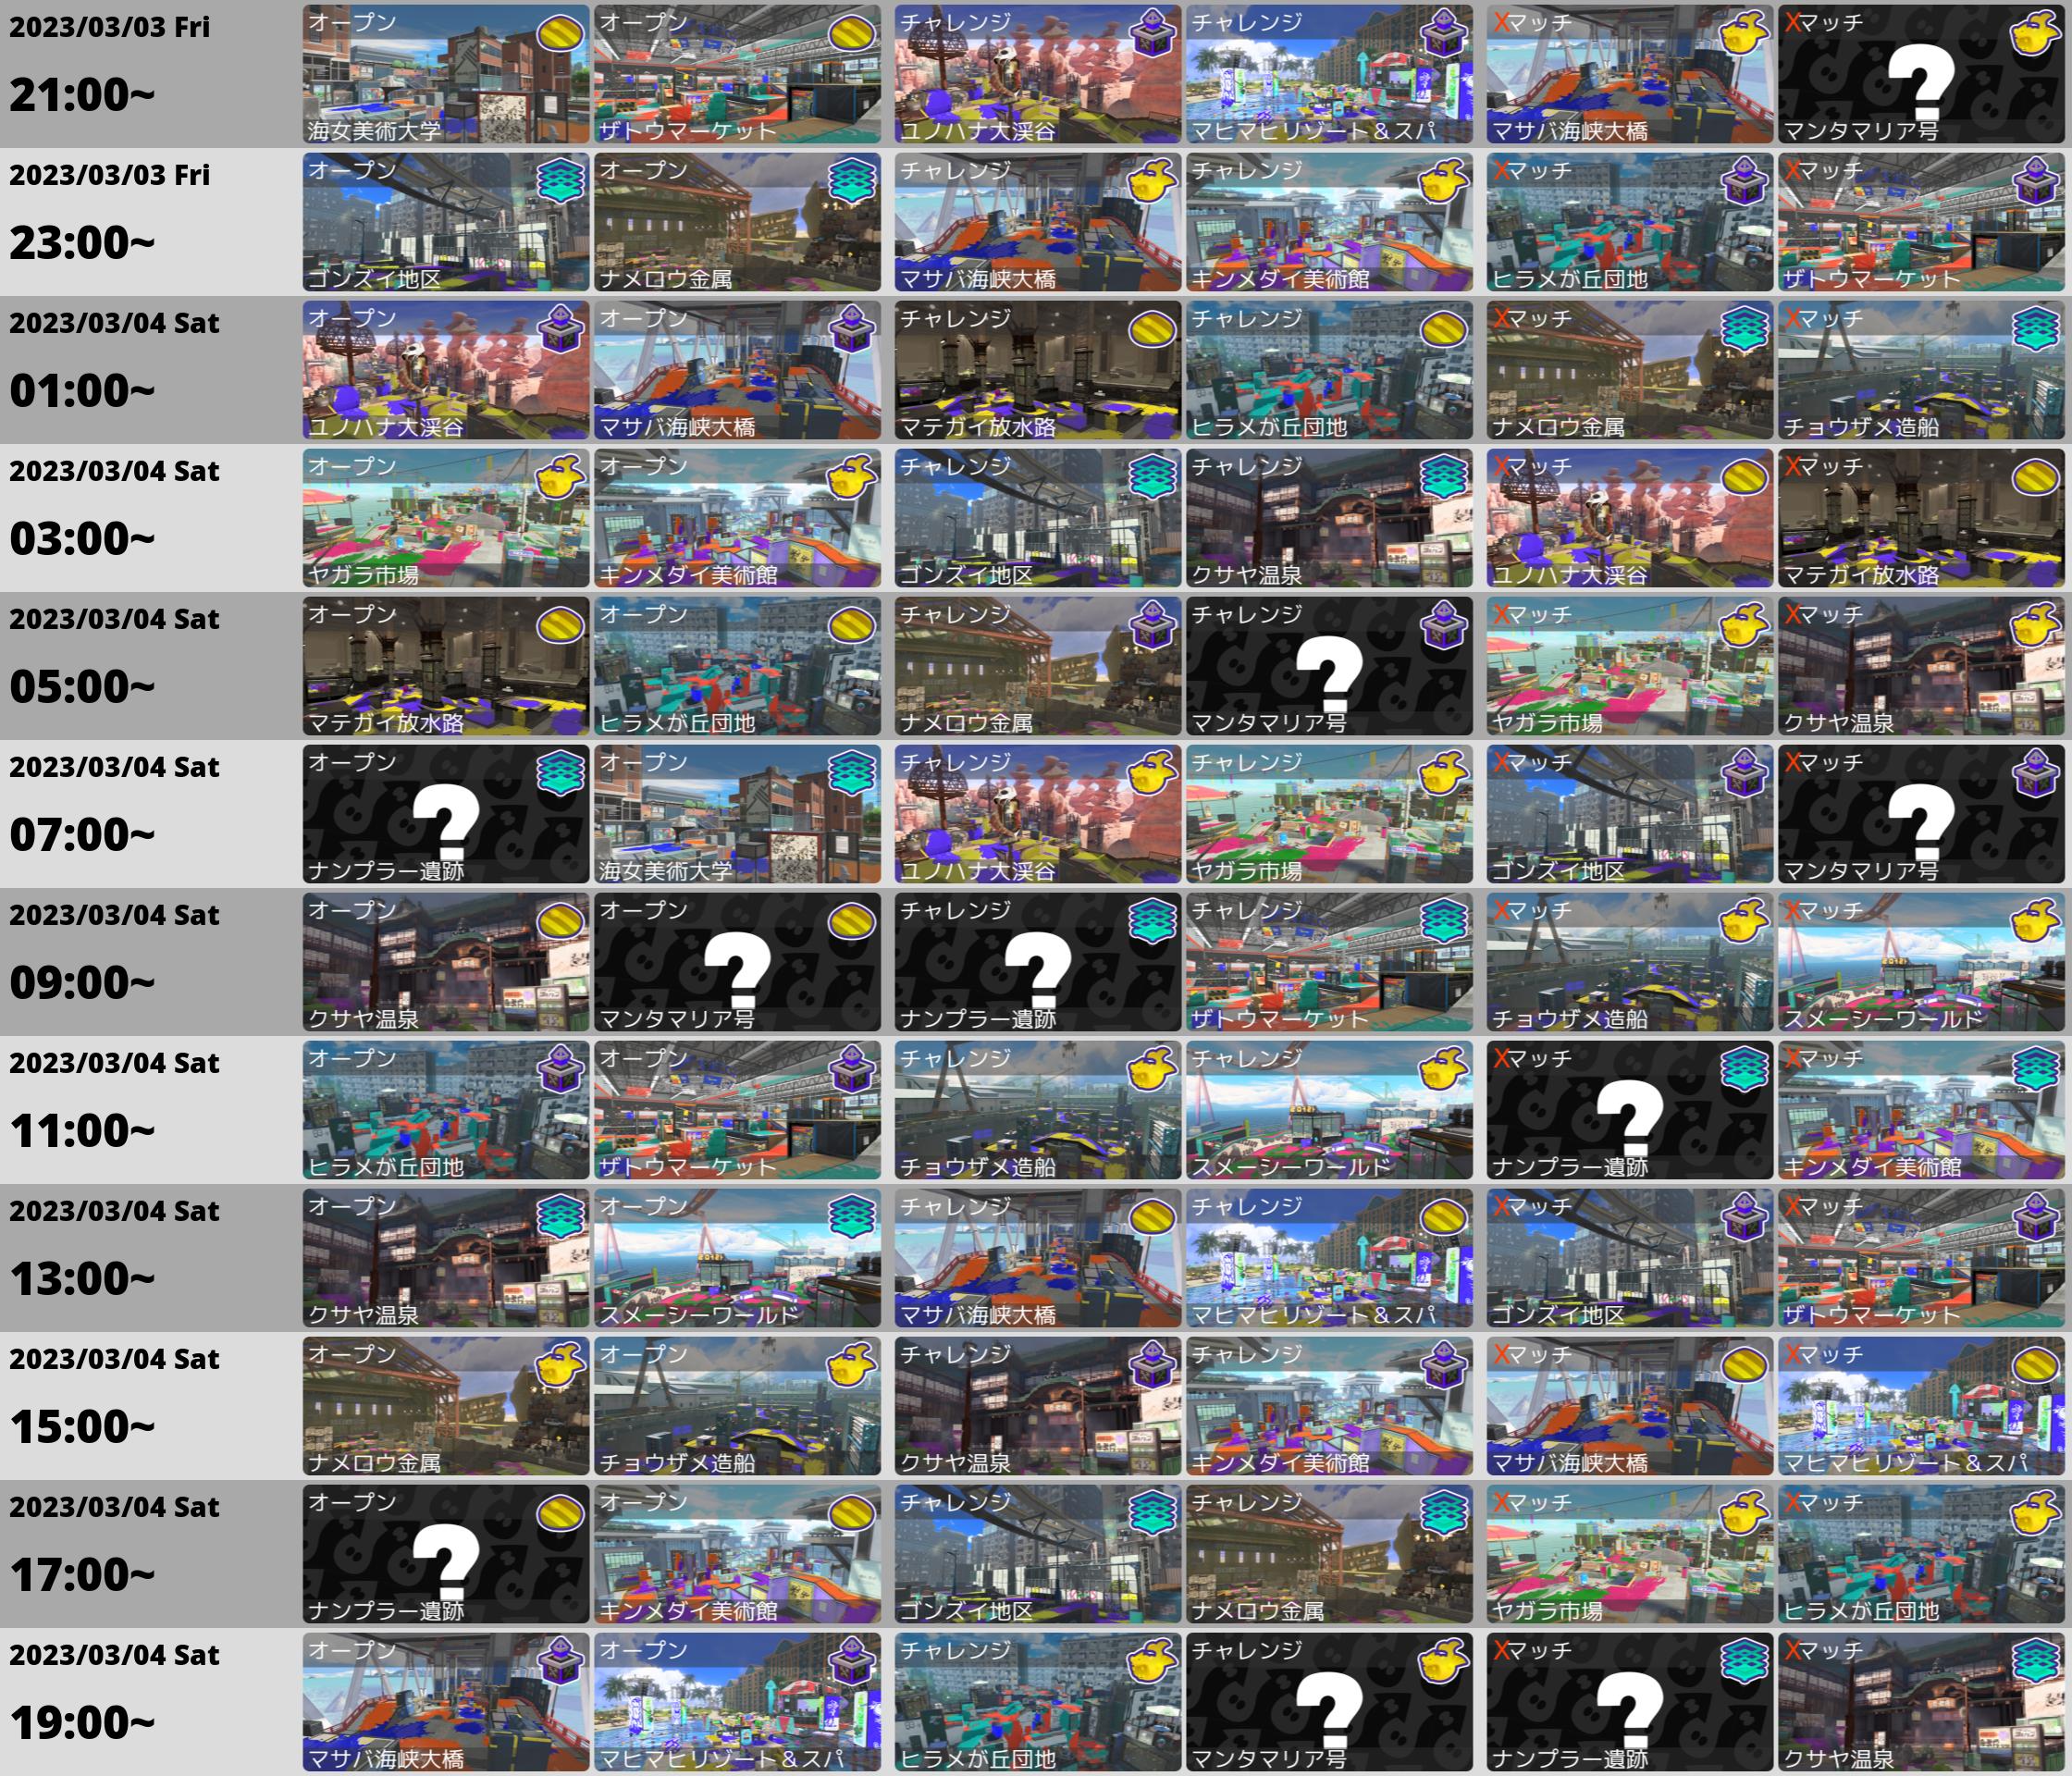 2023/03/03 Fri
21:00~
オープン オープン チャレンジ チャレンジ Xマッチ Xマッチ
海女美術大学 ザトウマーケット ユノハナ大渓谷 マヒマヒリゾート＆スパ マサバ海峡大橋 マンタマリア号
2023/03/03 Fri
23:00~
オープン オープン チャレンジ チャレンジ Xマッチ Xマッチ
ゴンズイ地区 ナメロウ金属 マサバ海峡大橋 キンメダイ美術館 ヒラメが丘団地 ザトウマーケット
2023/03/04 Sat
01:00~
オープン オープン チャレンジ チャレンジ Xマッチ Xマッチ
ユノハナ大渓谷 マサバ海峡大橋 マテガイ放水路 ヒラメが丘団地 ナメロウ金属 チョウザメ造船
2023/03/04 Sat
03:00~
オープン オープン チャレンジ チャレンジ Xマッチ Xマッチ
ヤガラ市場 キンメダイ美術館 ゴンズイ地区 クサヤ温泉 ユノハナ大渓谷 マテガイ放水路
2023/03/04 Sat
05:00~
オープン オープン チャレンジ チャレンジ Xマッチ Xマッチ
マテガイ放水路 ヒラメが丘団地 ナメロウ金属 マンタマリア号 ヤガラ市場 クサヤ温泉
2023/03/04 Sat
07:00~
オープン オープン チャレンジ チャレンジ Xマッチ Xマッチ
ナンプラー遺跡 海女美術大学 ユノハナ大渓谷 ヤガラ市場 ゴンズイ地区 マンタマリア号
2023/03/04 Sat
09:00~
オープン オープン チャレンジ チャレンジ Xマッチ Xマッチ
クサヤ温泉 マンタマリア号 ナンプラー遺跡 ザトウマーケット チョウザメ造船 スメーシーワールド
2023/03/04 Sat
11:00~
オープン オープン チャレンジ チャレンジ Xマッチ Xマッチ
ヒラメが丘団地 ザトウマーケット チョウザメ造船 スメーシーワールド ナンプラー遺跡 キンメダイ美術館
2023/03/04 Sat
13:00~
オープン オープン チャレンジ チャレンジ Xマッチ Xマッチ
クサヤ温泉 スメーシーワールド マサバ海峡大橋 マヒマヒリゾート＆スパ ゴンズイ地区 ザトウマーケット
2023/03/04 Sat
15:00~
オープン オープン チャレンジ チャレンジ Xマッチ Xマッチ
ナメロウ金属 チョウザメ造船 クサヤ温泉 キンメダイ美術館 マサバ海峡大橋 マヒマヒリゾート＆スパ
2023/03/04 Sat
17:00~
オープン オープン チャレンジ チャレンジ Xマッチ Xマッチ
ナンプラー遺跡 キンメダイ美術館 ゴンズイ地区 ナメロウ金属 ヤガラ市場 ヒラメが丘団地
2023/03/04 Sat
19:00~
オープン オープン チャレンジ チャレンジ Xマッチ Xマッチ
マサバ海峡大橋 マヒマヒリゾート＆スパ ヒラメが丘団地 マンタマリア号 ナンプラー遺跡 クサヤ温泉